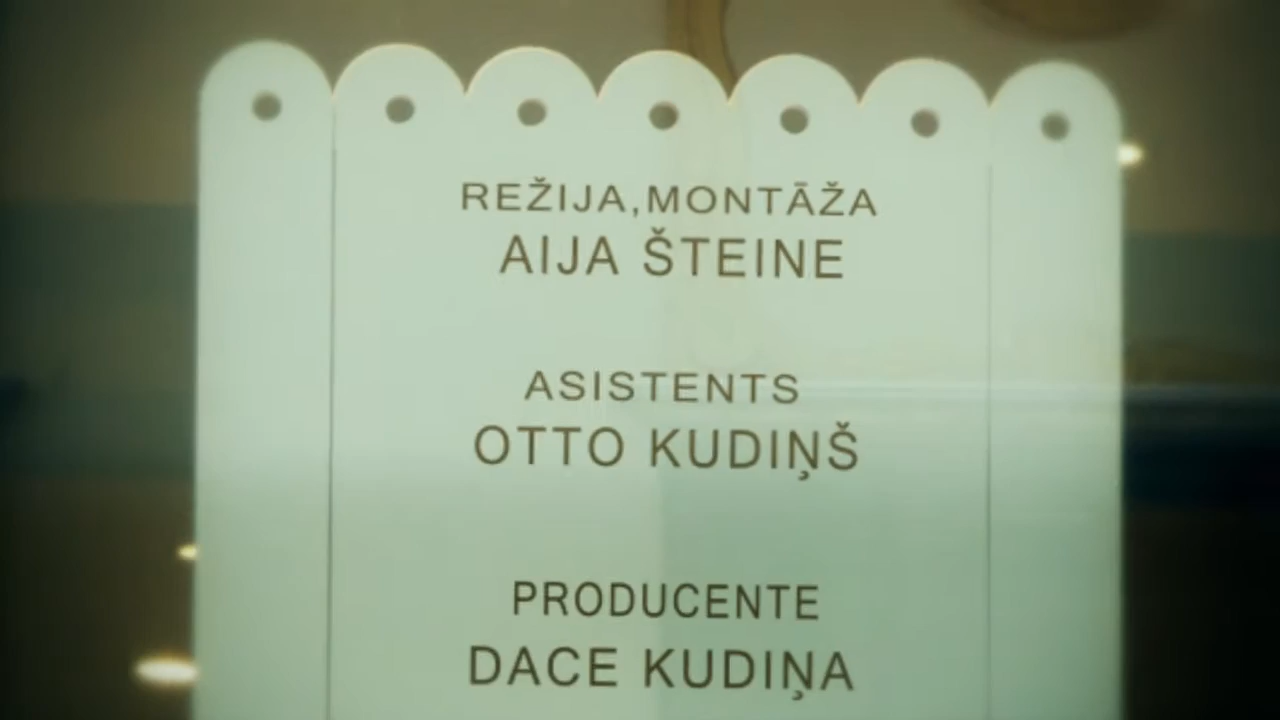 REŽIJA,MONTĀŽA
AIJA ŠTEINE
ASISTENTS
OTTO KUDIŅŠ
PRODUCENTE
DACE KUDIŅA